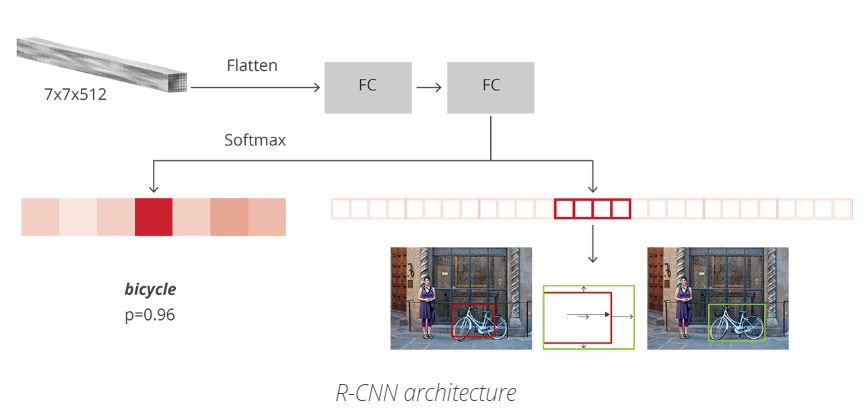 Flatten
FC
FC
7x7x512
Softmax
bicycle
p=0.96
R-CNN architecture